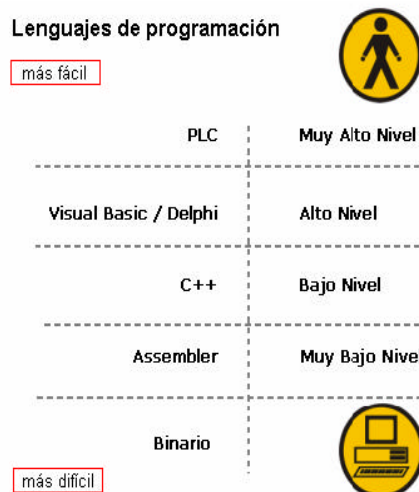 Lenguajes de programación
más fácil
PLC Muy Alto Nivel
Visual Basic / Delphi Alto Nivel
C++ Bajo Nivel
Assembler Muy Bajo Nive
Binario
más difícil